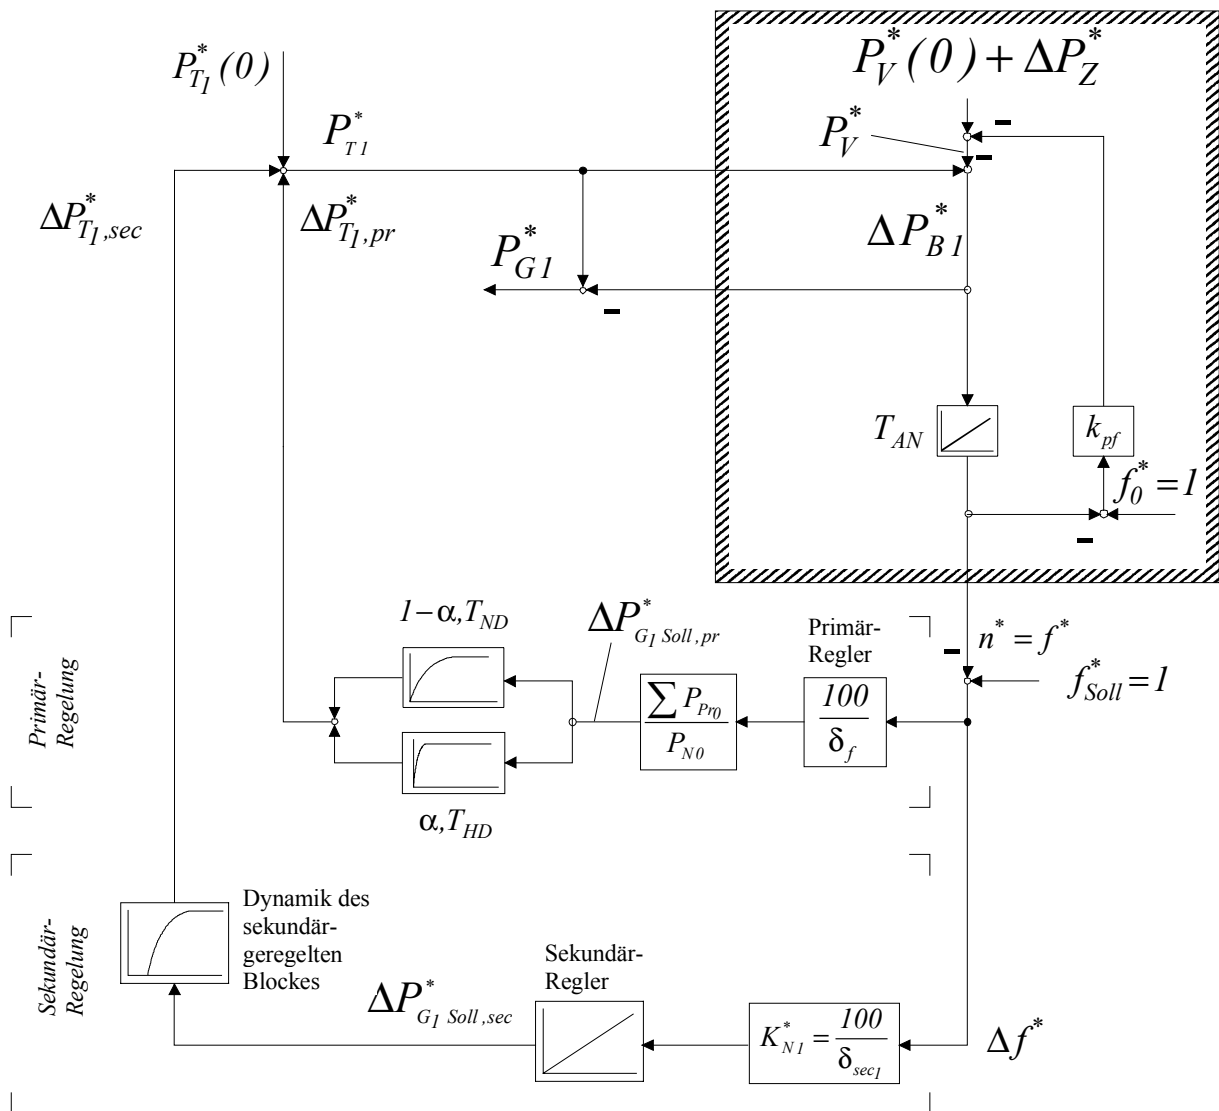 P*T1(0)
P*V(0) + ΔP*Z
P*T1
P*V
ΔP*T1,sec
ΔP*T1,pr
P*G1
ΔP*B1
TAN
kpf
f*0 = 1
1-α,TND
ΔP*G1 Soll,pr
Primär-
Regler
n* = f*
f*Soll = 1
Primär-
Regelung
∑ PPr0
PN0
100
δf
α,THD
Dynamik des
sekundär-
geregelten
Blockes
Sekundär-
Regelung
Sekundär-
Regler
ΔP*G1 Soll,sec
K*N1 = 100
δsec1
Δf*